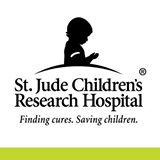 St. Jude Children's
Research Hospital®
Finding cures. Saving children.